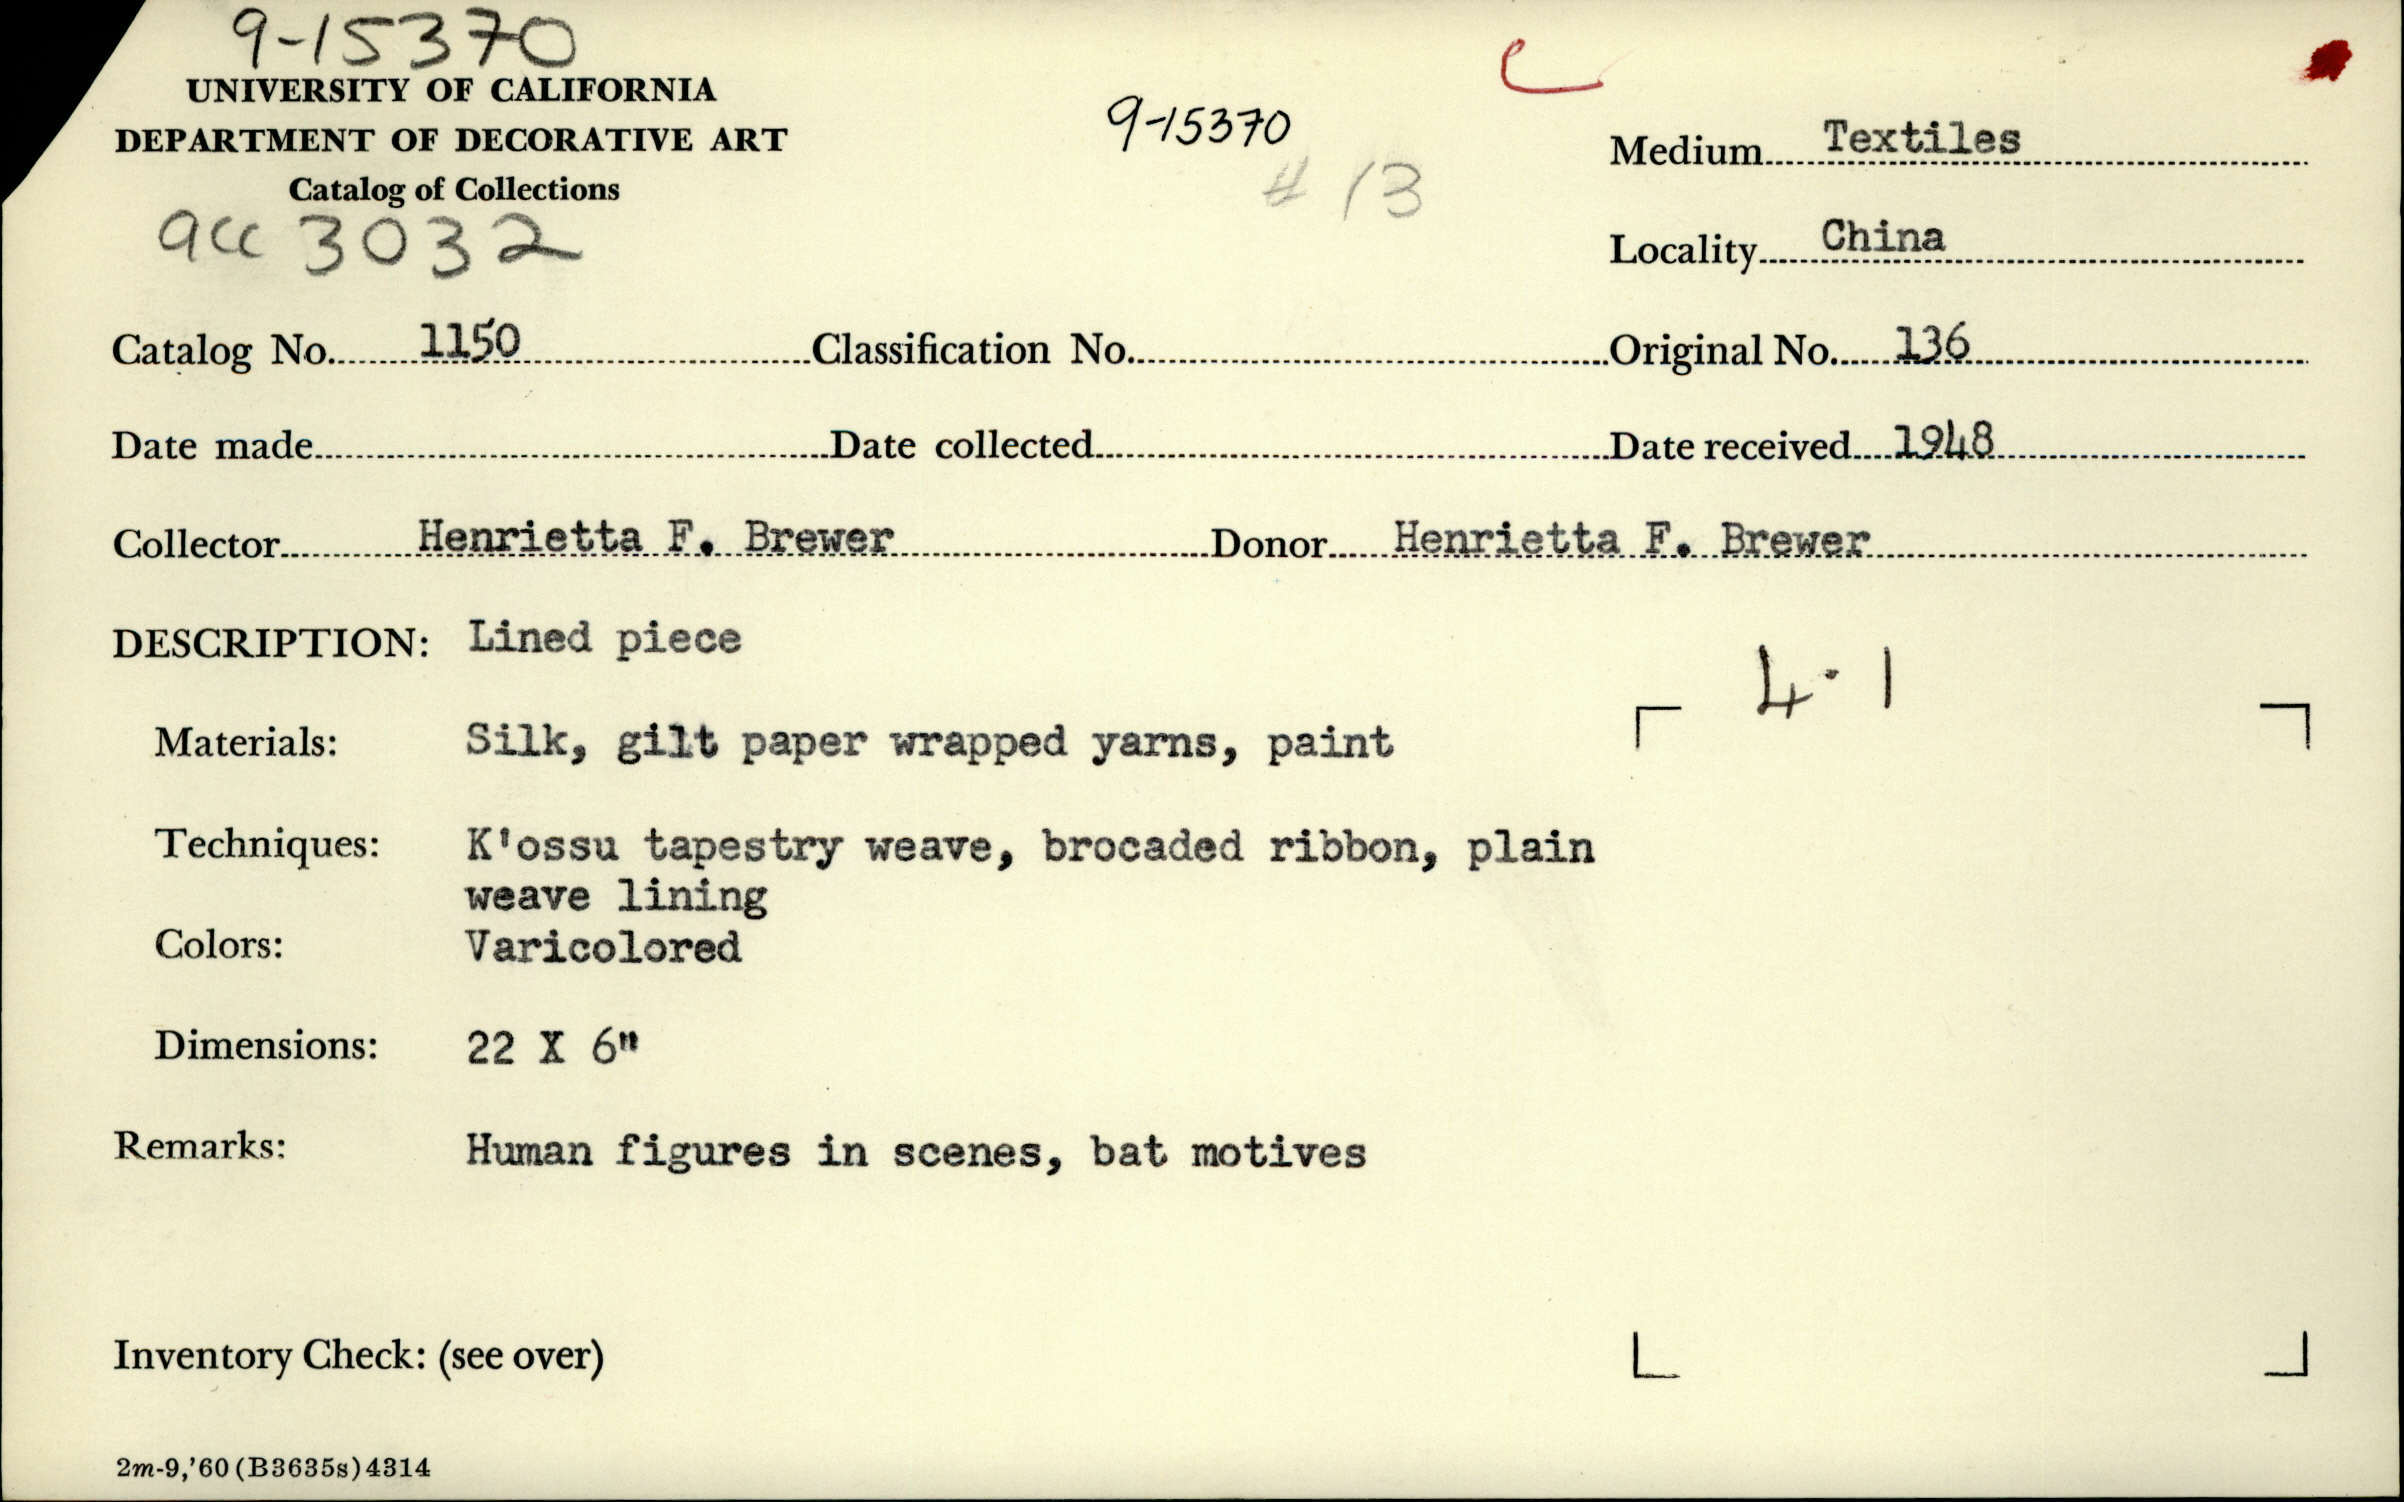 9-15370
UNIVERSITY OF CALIFORNIA
DEPARTMENT OF DECORATIVE ART
Catalog of Collections
acc 3032
9-15370
# 13
C
Medium Textiles
Locality China
Catalog No. 1150 Classification No. Original No. 136
Date made Date collected Date received 1948
Collector Henrietta F. Brewer Donor Henrietta F. Brewer
DESCRIPTION: Lined piece
4.1
Materials: Silk, gilt paper wrapped yarns, paint
Techniques: K'ossu tapestry weave, brocaded ribbon, plain
weave lining
Colors: Varicolored
Dimensions: 22 X 6"
Remarks: Human figures in scenes, bat motives
Inventory Check: (see over)
2m-9,'60(B3635s)4314